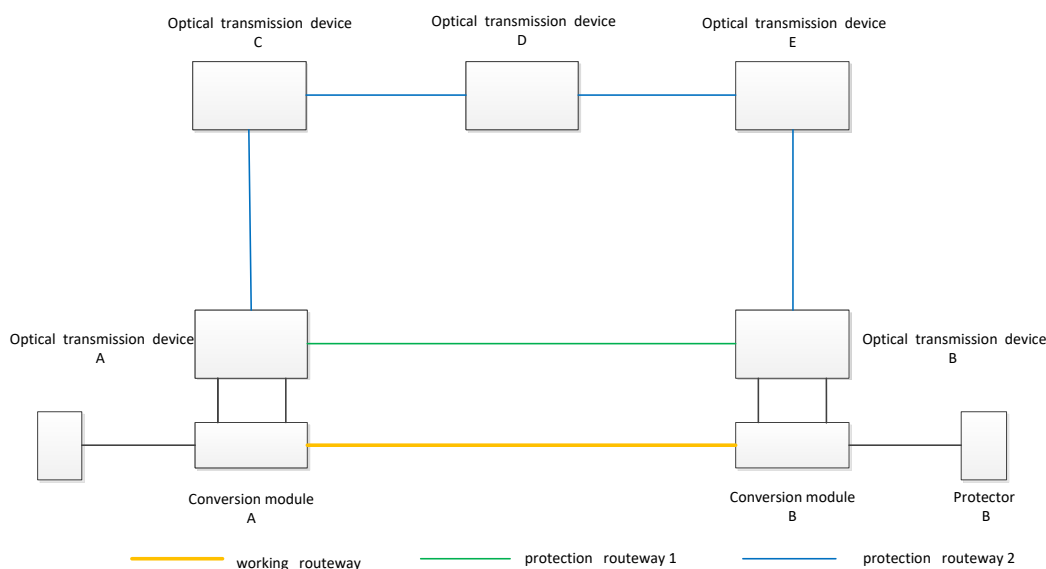 Optical transmission device
C
Optical transmission device
D
Optical transmission device
E
Optical transmission device
A
Optical transmission device
B
Conversion module
A
Conversion module
B
Protector
B
working routeway
protection routeway 1
protection routeway 2